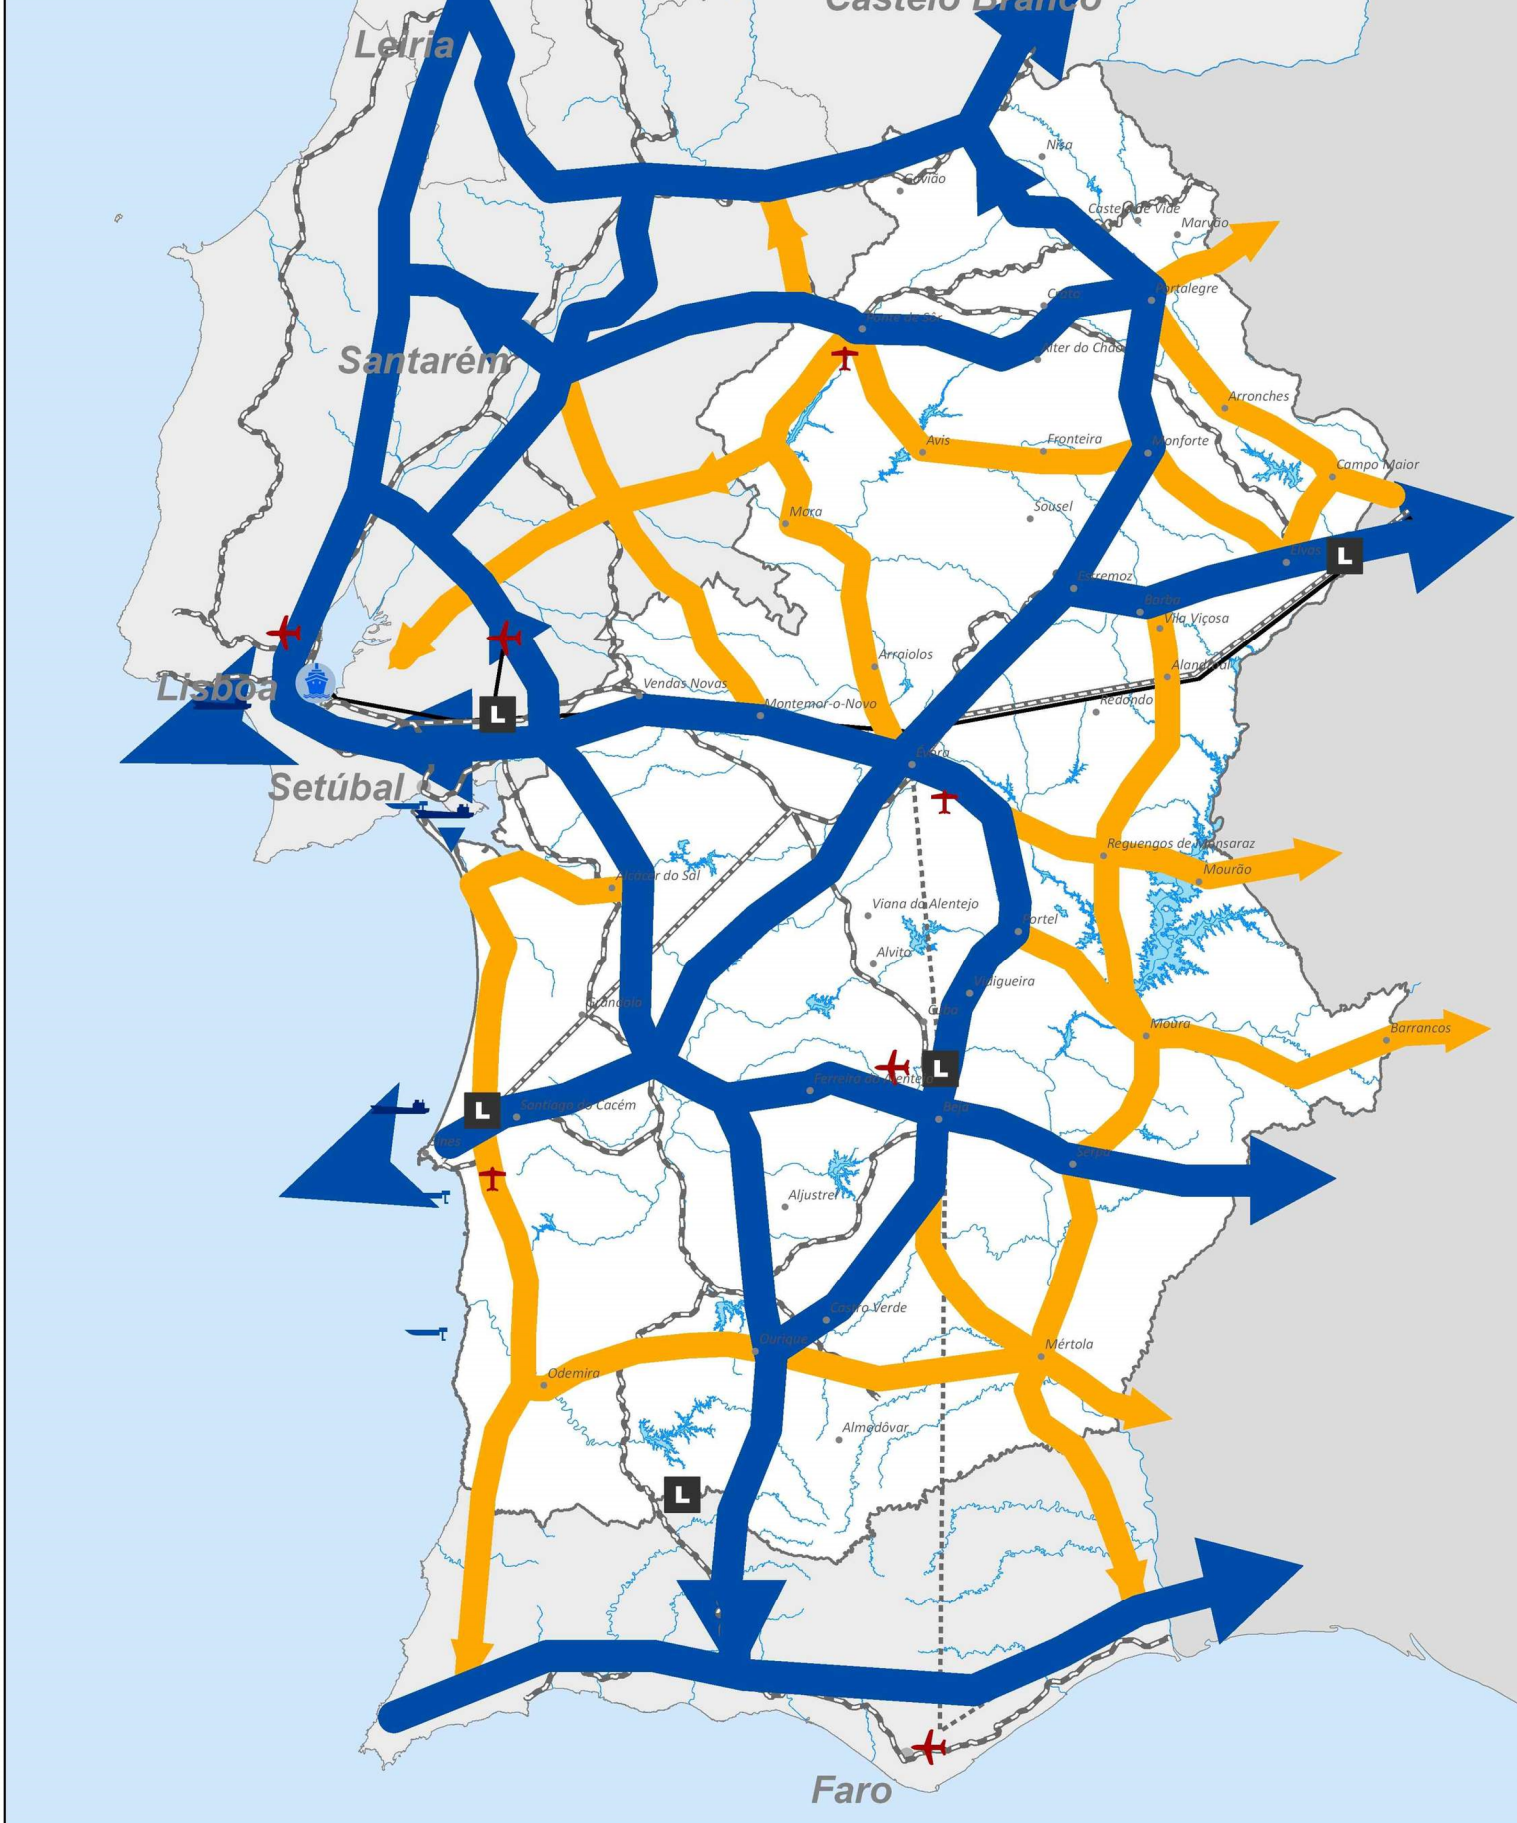 Castelo Branco
Leiria
Nisa
Gavião
Castelo de Vide
Marvão
Portalegre
Crato
Ponte de Sôr
Santarém
Alter do Chão
Arronches
Avis
Fronteira
Monforte
Campo Maior
Mora
Sousel
Elvas
L
Estremoz
Borba
Vila Viçosa
Arraiolos
Alandroal
Lisboa
Vendas Novas
Redondo
L
Montemor-o-Novo
Évora
Setúbal
Reguengos de Monsaraz
Mourão
Alcácer do Sal
Viana do Alentejo
Portel
Alvito
Vidigueira
Grândola
Cuba
Moura
Barrancos
L
Ferreira do Alentejo
L
Santiago do Cacém
Beja
Sines
Serpa
Aljustrel
Castro Verde
Ourique
Mértola
Odemira
Almodôvar
L
Faro